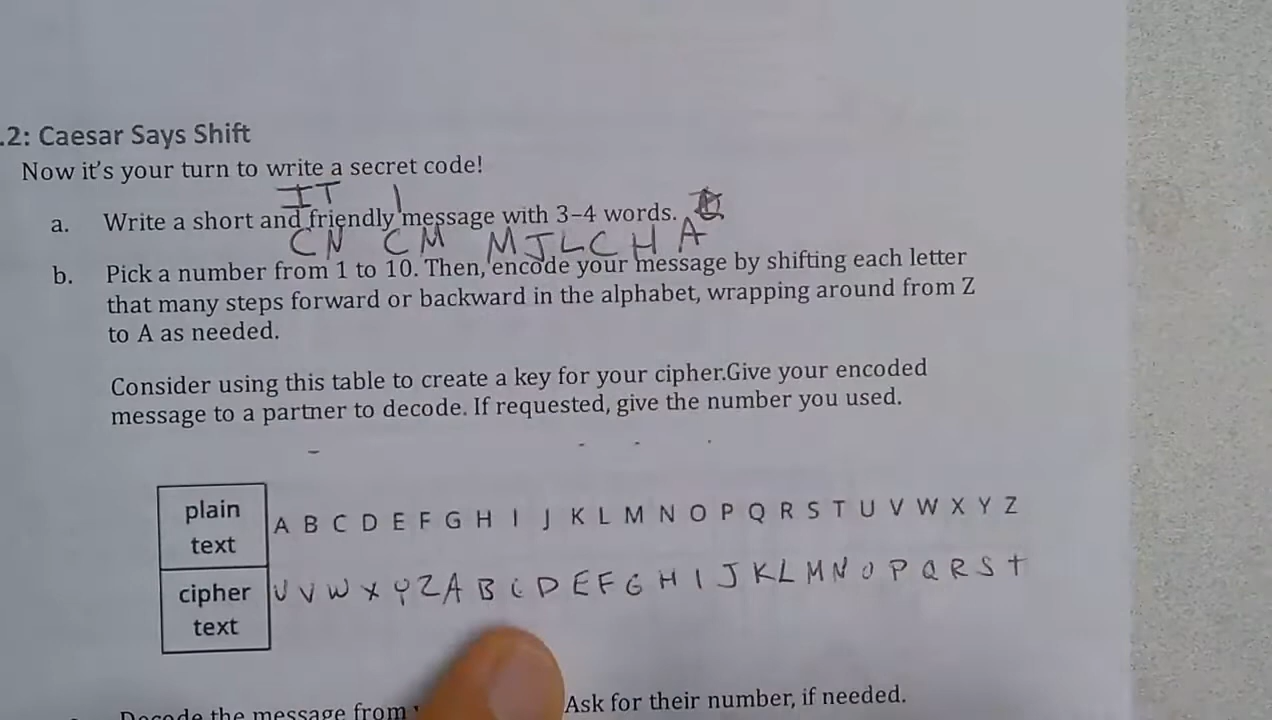 .2: Caesar Says Shift
Now it's your turn to write a secret code!
IT I
a. Write a short and friendly message with 3–4 words.
CN CM MJLCHA
b. Pick a number from 1 to 10. Then, encode your message by shifting each letter
that many steps forward or backward in the alphabet, wrapping around from Z
to A as needed.
Consider using this table to create a key for your cipher.Give your encoded
message to a partner to decode. If requested, give the number you used.
plain
text
A B C D E F G H I J K L M N O P Q R S T U V W X Y Z
cipher
text
U V W X Y Z A B C D E F G H I J K L M N O P Q R S T
Decode the message from
Ask for their number, if needed.